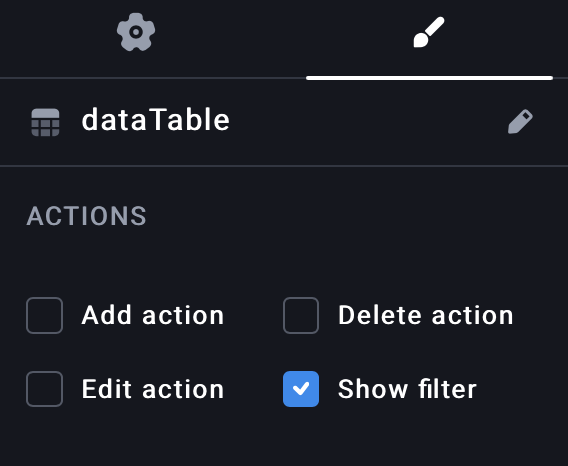 dataTable
ACTIONS
Add action
Delete action
Edit action
Show filter